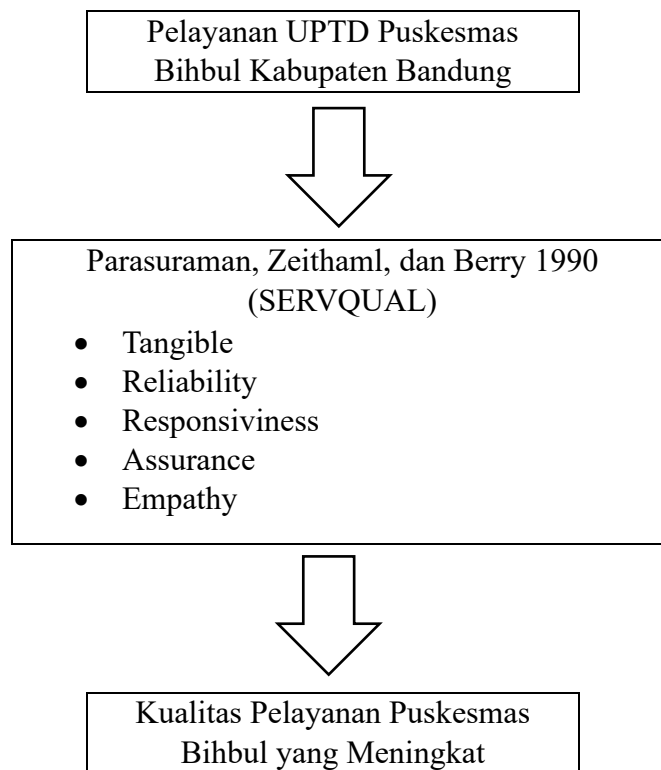 Pelayanan UPTD Puskesmas
Bihbul Kabupaten Bandung
Parasuraman, Zeithaml, dan Berry 1990
(SERVQUAL)
• Tangible
• Reliability
• Responsiviness
• Assurance
• Empathy
Kualitas Pelayanan Puskesmas
Bihbul yang Meningkat